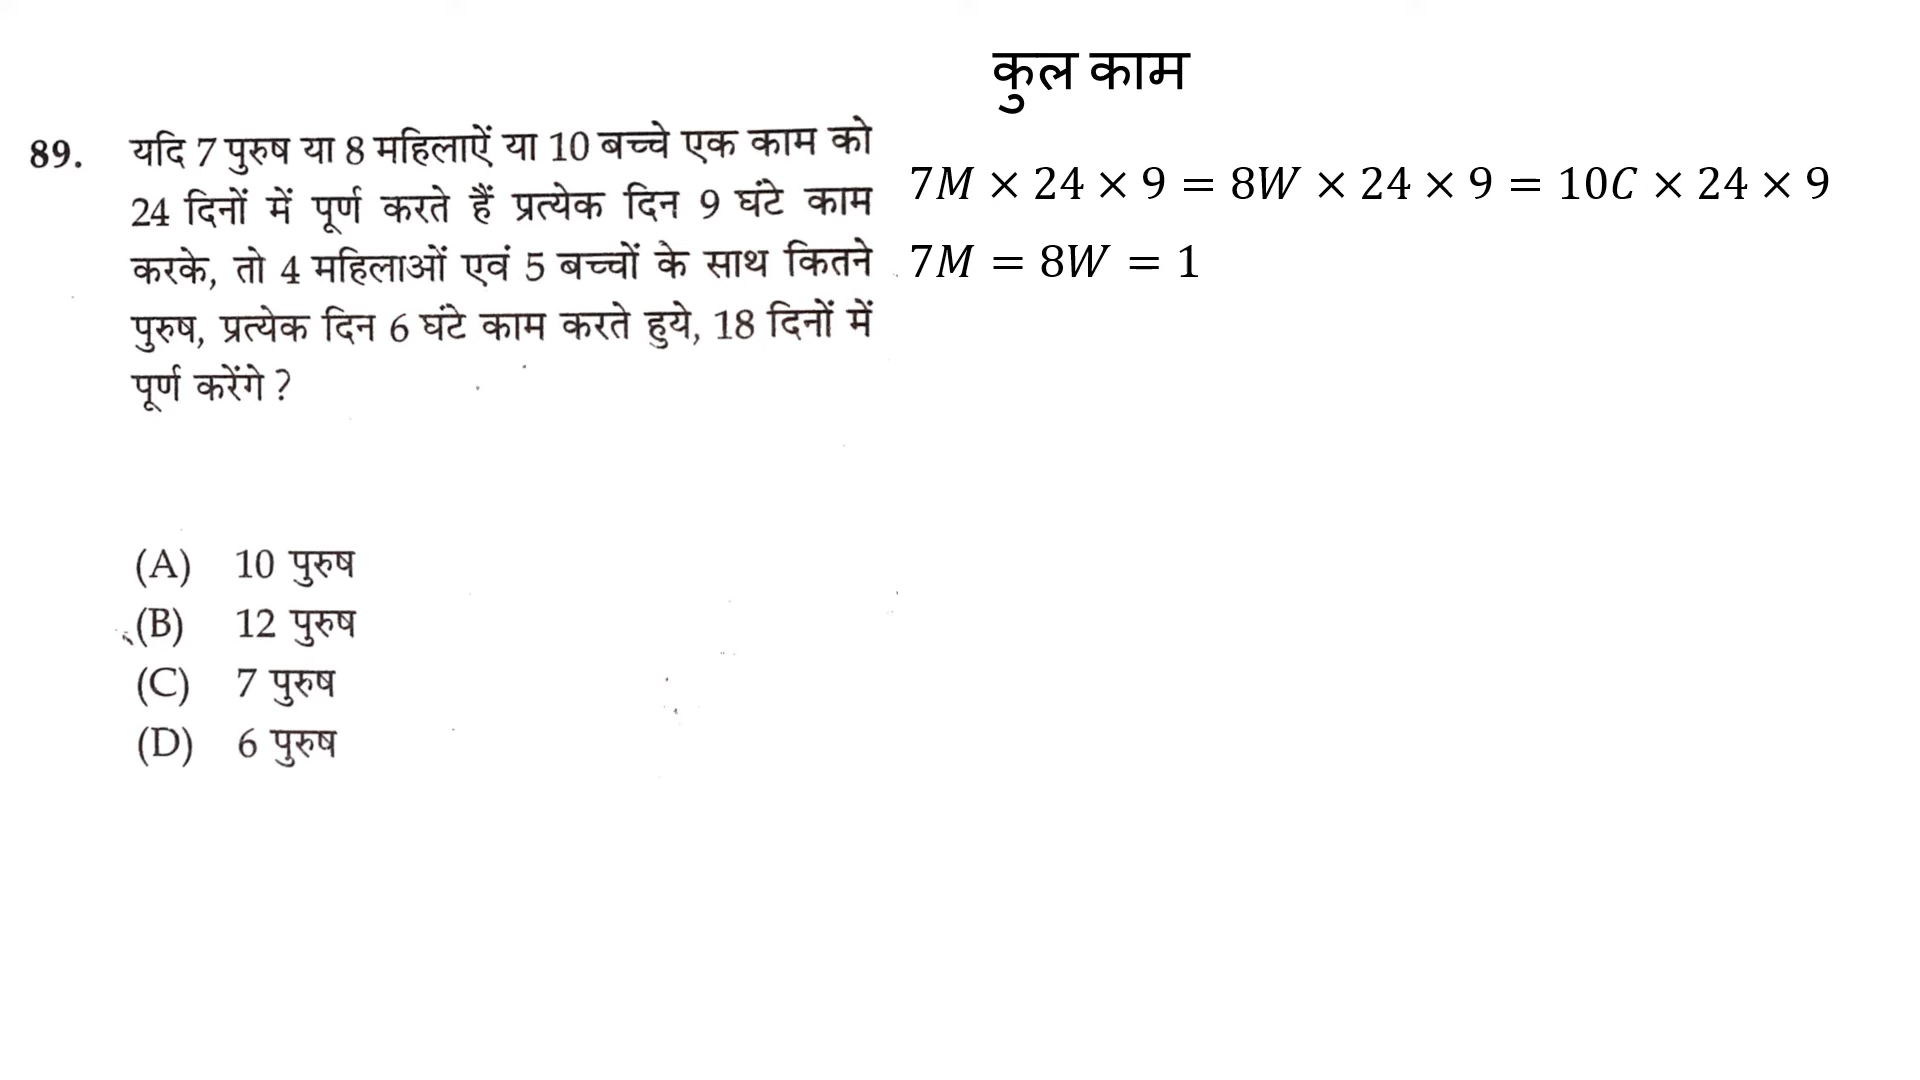 कुल काम
89. यदि 7 पुरुष या 8 महिलाऐं या 10 बच्चे एक काम को
24 दिनों में पूर्ण करते हैं प्रत्येक दिन 9 घंटे काम
करके, तो 4 महिलाओं एवं 5 बच्चों के साथ कितने
पुरुष, प्रत्येक दिन 6 घंटे काम करते हुये, 18 दिनों में
पूर्ण करेंगे ?
(A) 10 पुरुष
(B) 12 पुरुष
(C) 7 पुरुष
(D) 6 पुरुष
7M × 24 × 9 = 8W × 24 × 9 = 10C × 24 × 9
7M = 8W = 1